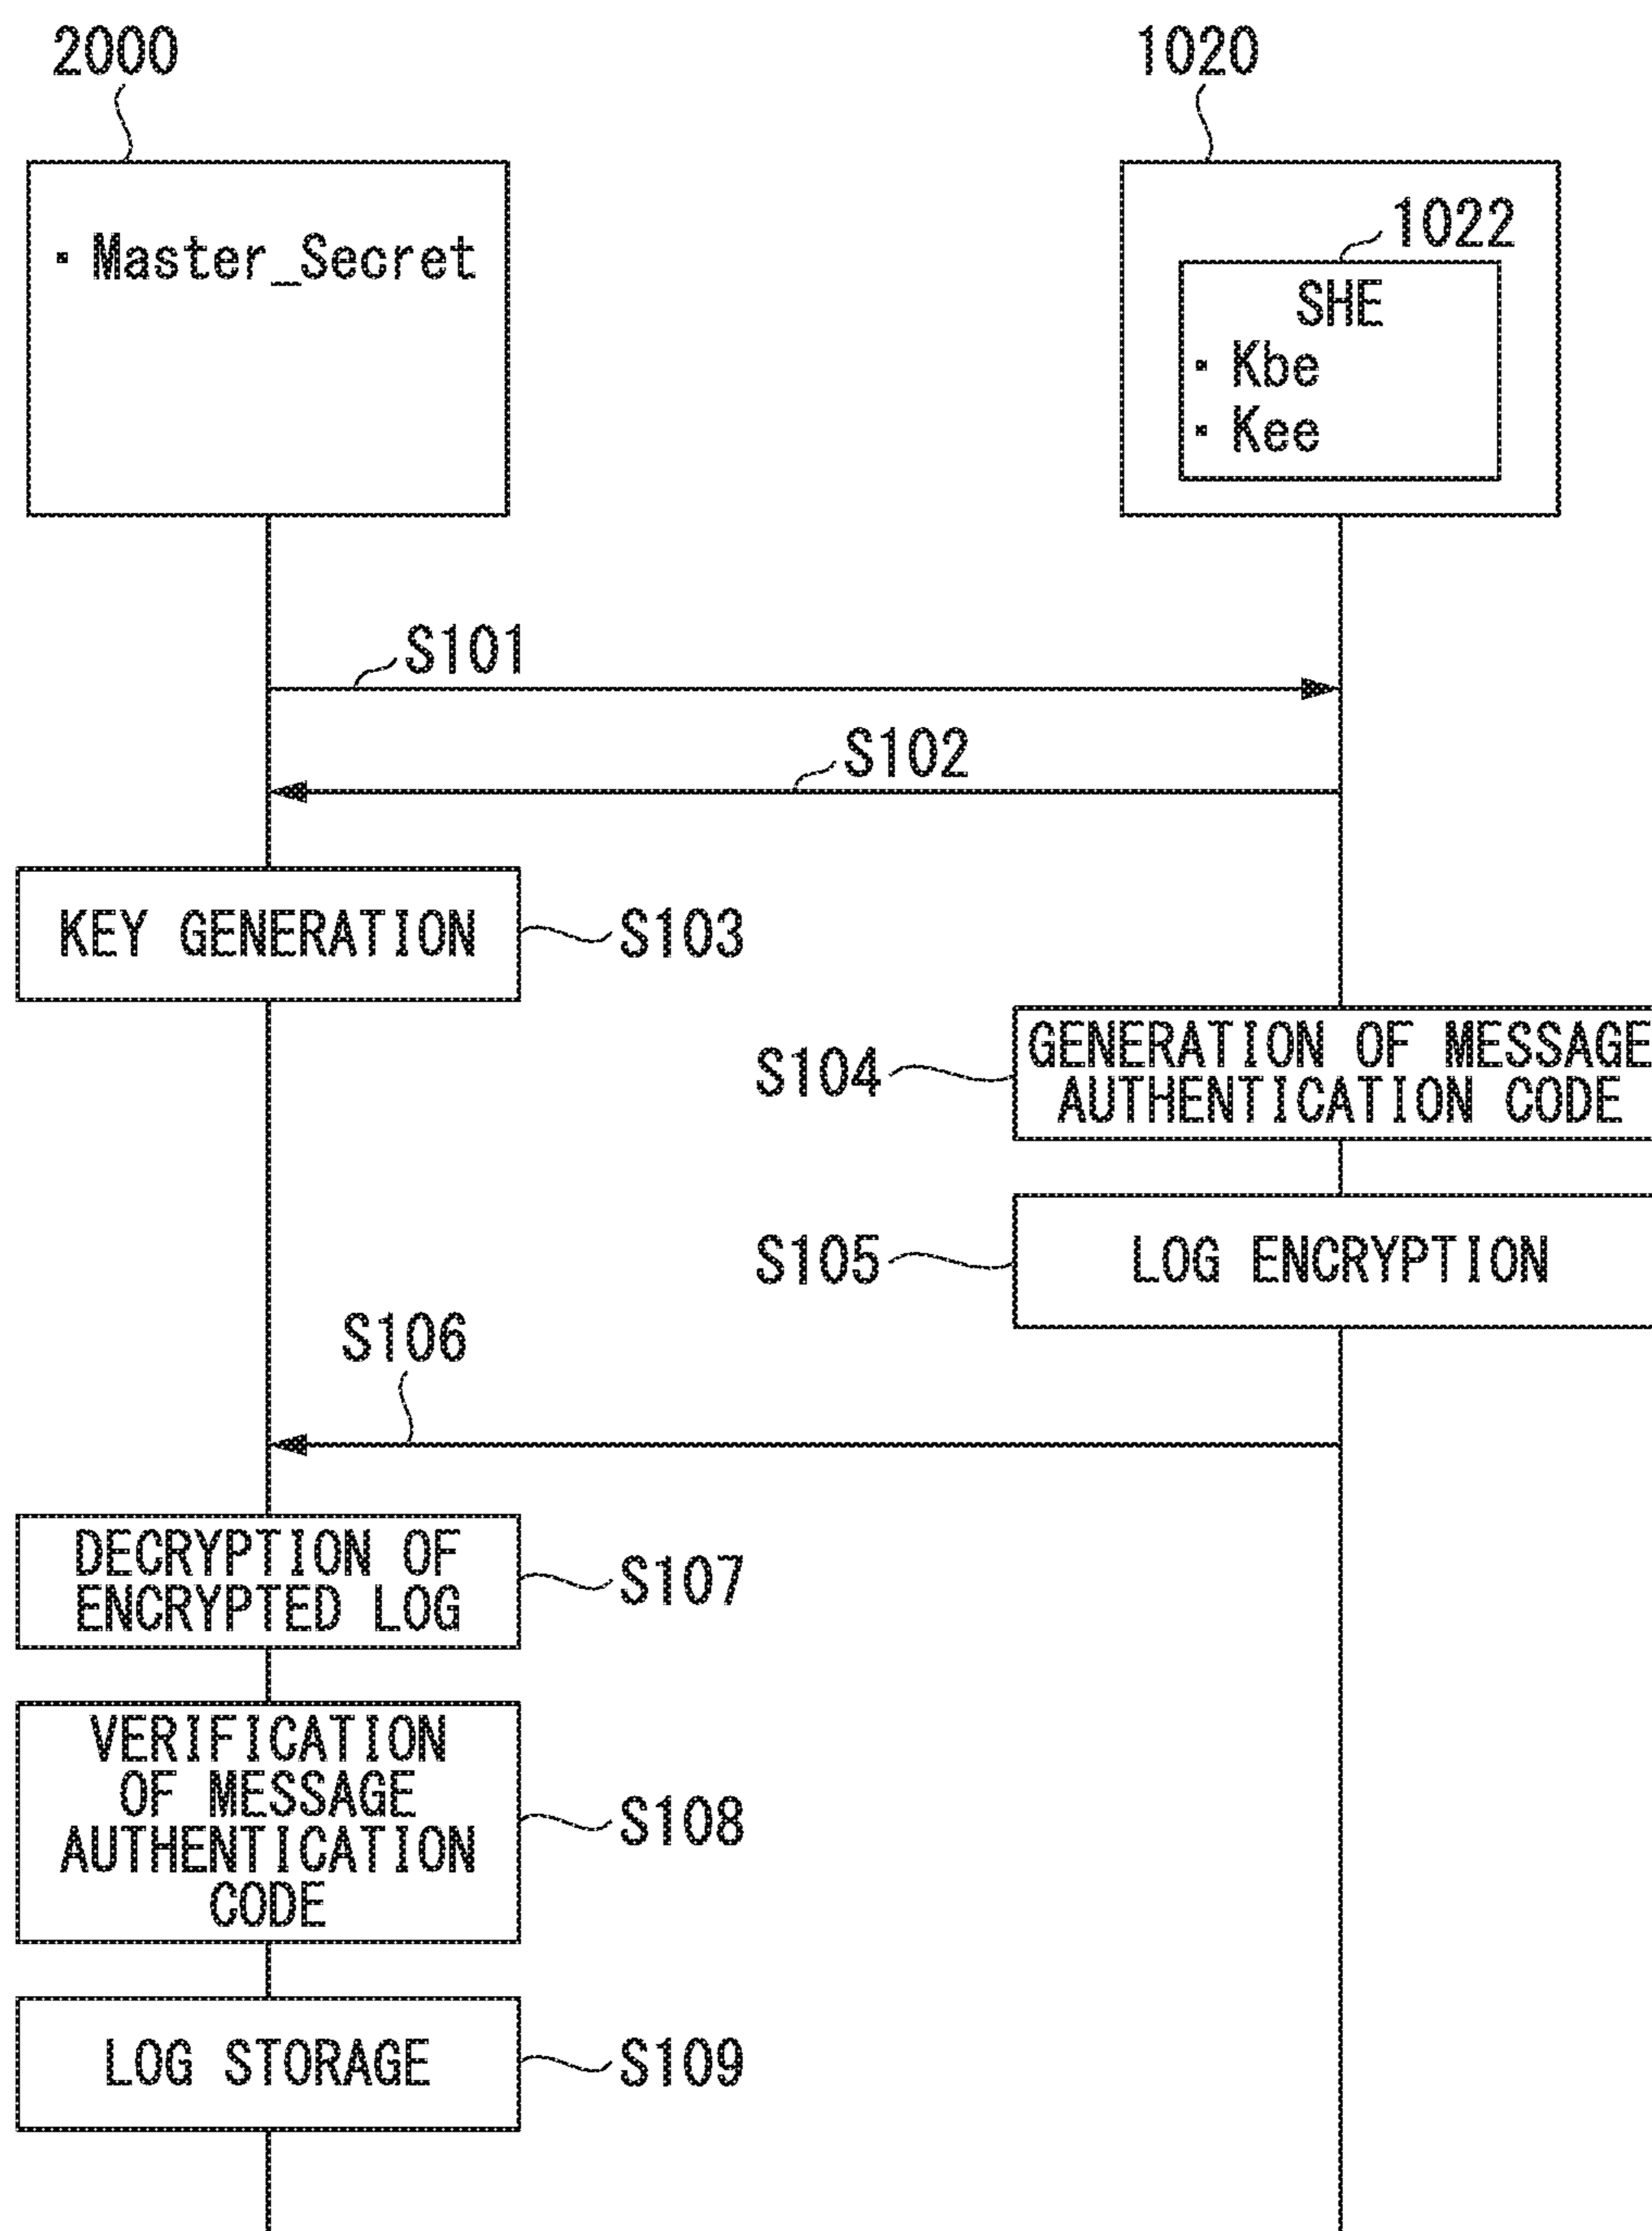 2000
1020
· Master_Secret
1022
SHE
· Kbe
· Kee
S101
S102
KEY GENERATION
S103
S104
GENERATION OF MESSAGE
AUTHENTICATION CODE
S105
LOG ENCRYPTION
S106
DECRYPTION OF
ENCRYPTED LOG
S107
VERIFICATION
OF MESSAGE
AUTHENTICATION
CODE
S108
LOG STORAGE
S109